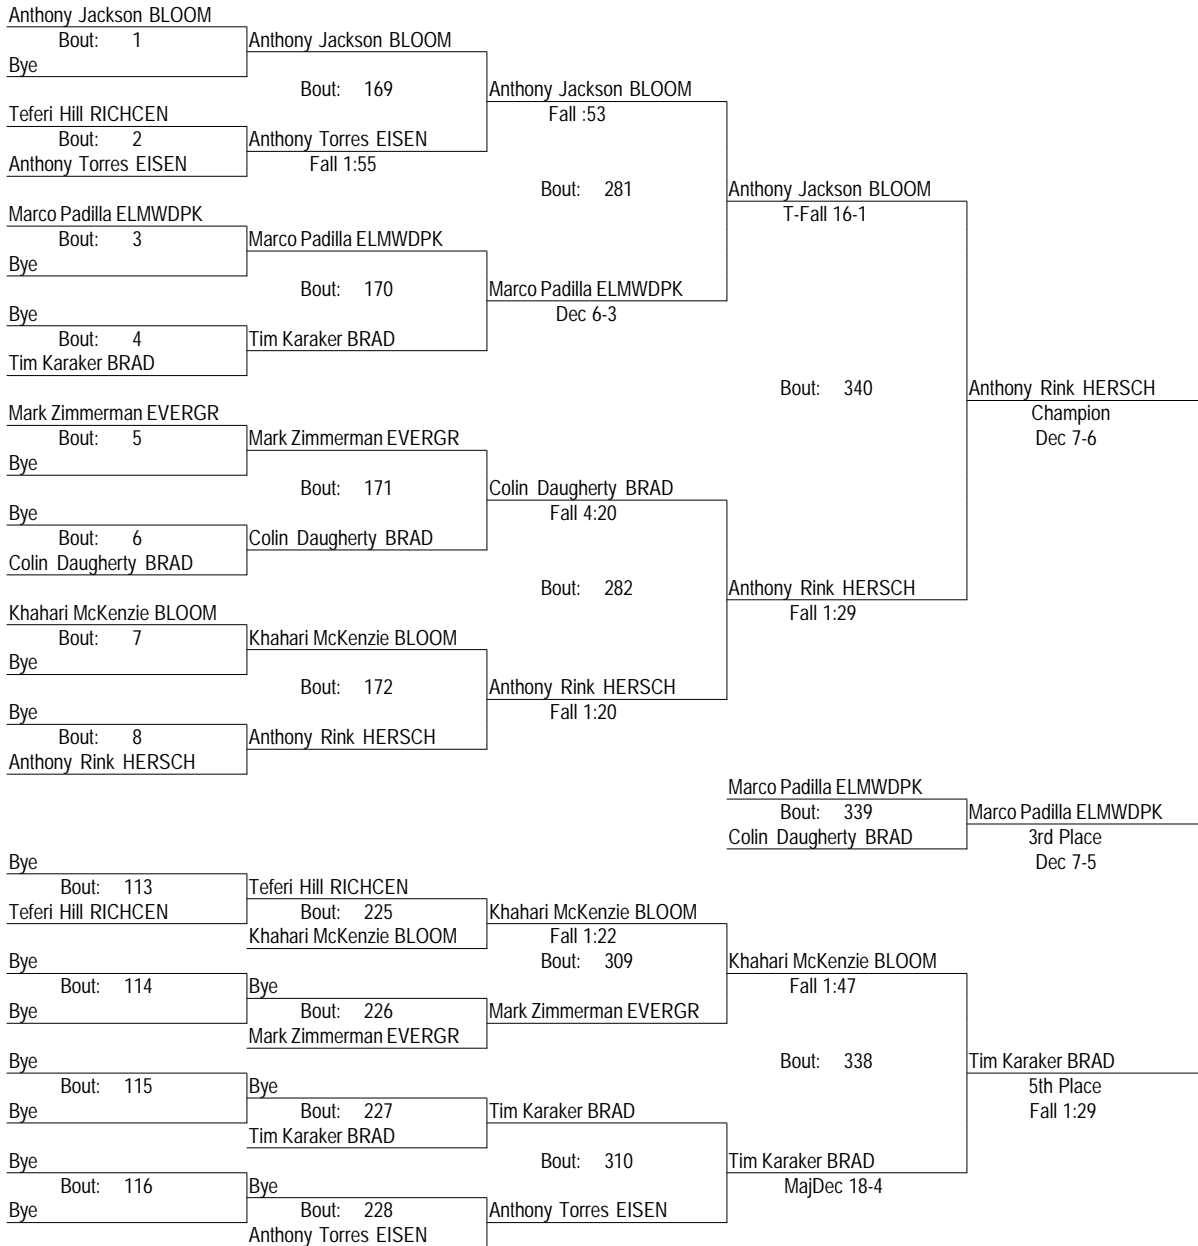 Anthony Jackson BLOOM
Bout: 1
Bye
Anthony Jackson BLOOM
Bout: 169
Teferi Hill RICHCEN
Bout: 2
Anthony Torres EISEN
Anthony Torres EISEN
Fall 1:55
Anthony Jackson BLOOM
Fall :53
Bout: 281
Marco Padilla ELMWDPK
Bout: 3
Bye
Marco Padilla ELMWDPK
Bout: 170
Bye
Bout: 4
Tim Karaker BRAD
Tim Karaker BRAD
Marco Padilla ELMWDPK
Dec 6-3
Anthony Jackson BLOOM
T-Fall 16-1
Bout: 340
Mark Zimmerman EVERGR
Bout: 5
Bye
Mark Zimmerman EVERGR
Bout: 171
Bye
Bout: 6
Colin Daugherty BRAD
Colin Daugherty BRAD
Colin Daugherty BRAD
Fall 4:20
Bout: 282
Khahari McKenzie BLOOM
Bout: 7
Bye
Khahari McKenzie BLOOM
Bout: 172
Bye
Bout: 8
Anthony Rink HERSCH
Anthony Rink HERSCH
Anthony Rink HERSCH
Fall 1:20
Anthony Rink HERSCH
Fall 1:29
Anthony Rink HERSCH
Champion
Dec 7-6
Marco Padilla ELMWDPK
Bout: 339
Colin Daugherty BRAD
Marco Padilla ELMWDPK
3rd Place
Dec 7-5
Bye
Bout: 113
Teferi Hill RICHCEN
Teferi Hill RICHCEN
Bout: 225
Khahari McKenzie BLOOM
Khahari McKenzie BLOOM
Fall 1:22
Bout: 309
Bye
Bout: 114
Bye
Bye
Bout: 226
Mark Zimmerman EVERGR
Mark Zimmerman EVERGR
Khahari McKenzie BLOOM
Fall 1:47
Bout: 338
Bye
Bout: 115
Bye
Bye
Bout: 227
Tim Karaker BRAD
Tim Karaker BRAD
Bout: 310
Bye
Bout: 116
Bye
Bye
Bout: 228
Anthony Torres EISEN
Anthony Torres EISEN
Tim Karaker BRAD
MajDec 18-4
Tim Karaker BRAD
5th Place
Fall 1:29